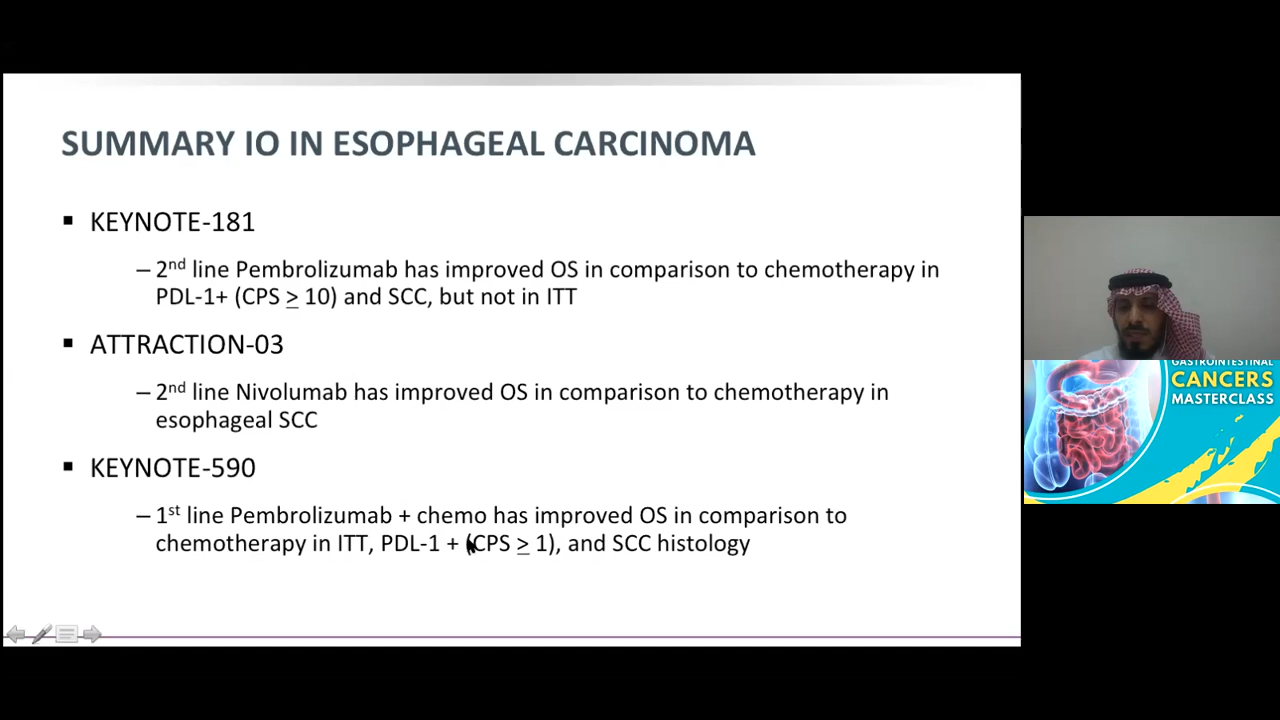 SUMMARY IO IN ESOPHAGEAL CARCINOMA
▪ KEYNOTE-181
– 2nd line Pembrolizumab has improved OS in comparison to chemotherapy in
PDL-1+ (CPS ≥ 10) and SCC, but not in ITT
▪ ATTRACTION-03
– 2nd line Nivolumab has improved OS in comparison to chemotherapy in
esophageal SCC
▪ KEYNOTE-590
– 1st line Pembrolizumab + chemo has improved OS in comparison to
chemotherapy in ITT, PDL-1 + (CPS ≥ 1), and SCC histology
GASTROINTESTINAL
CANCERS
MASTERCLASS